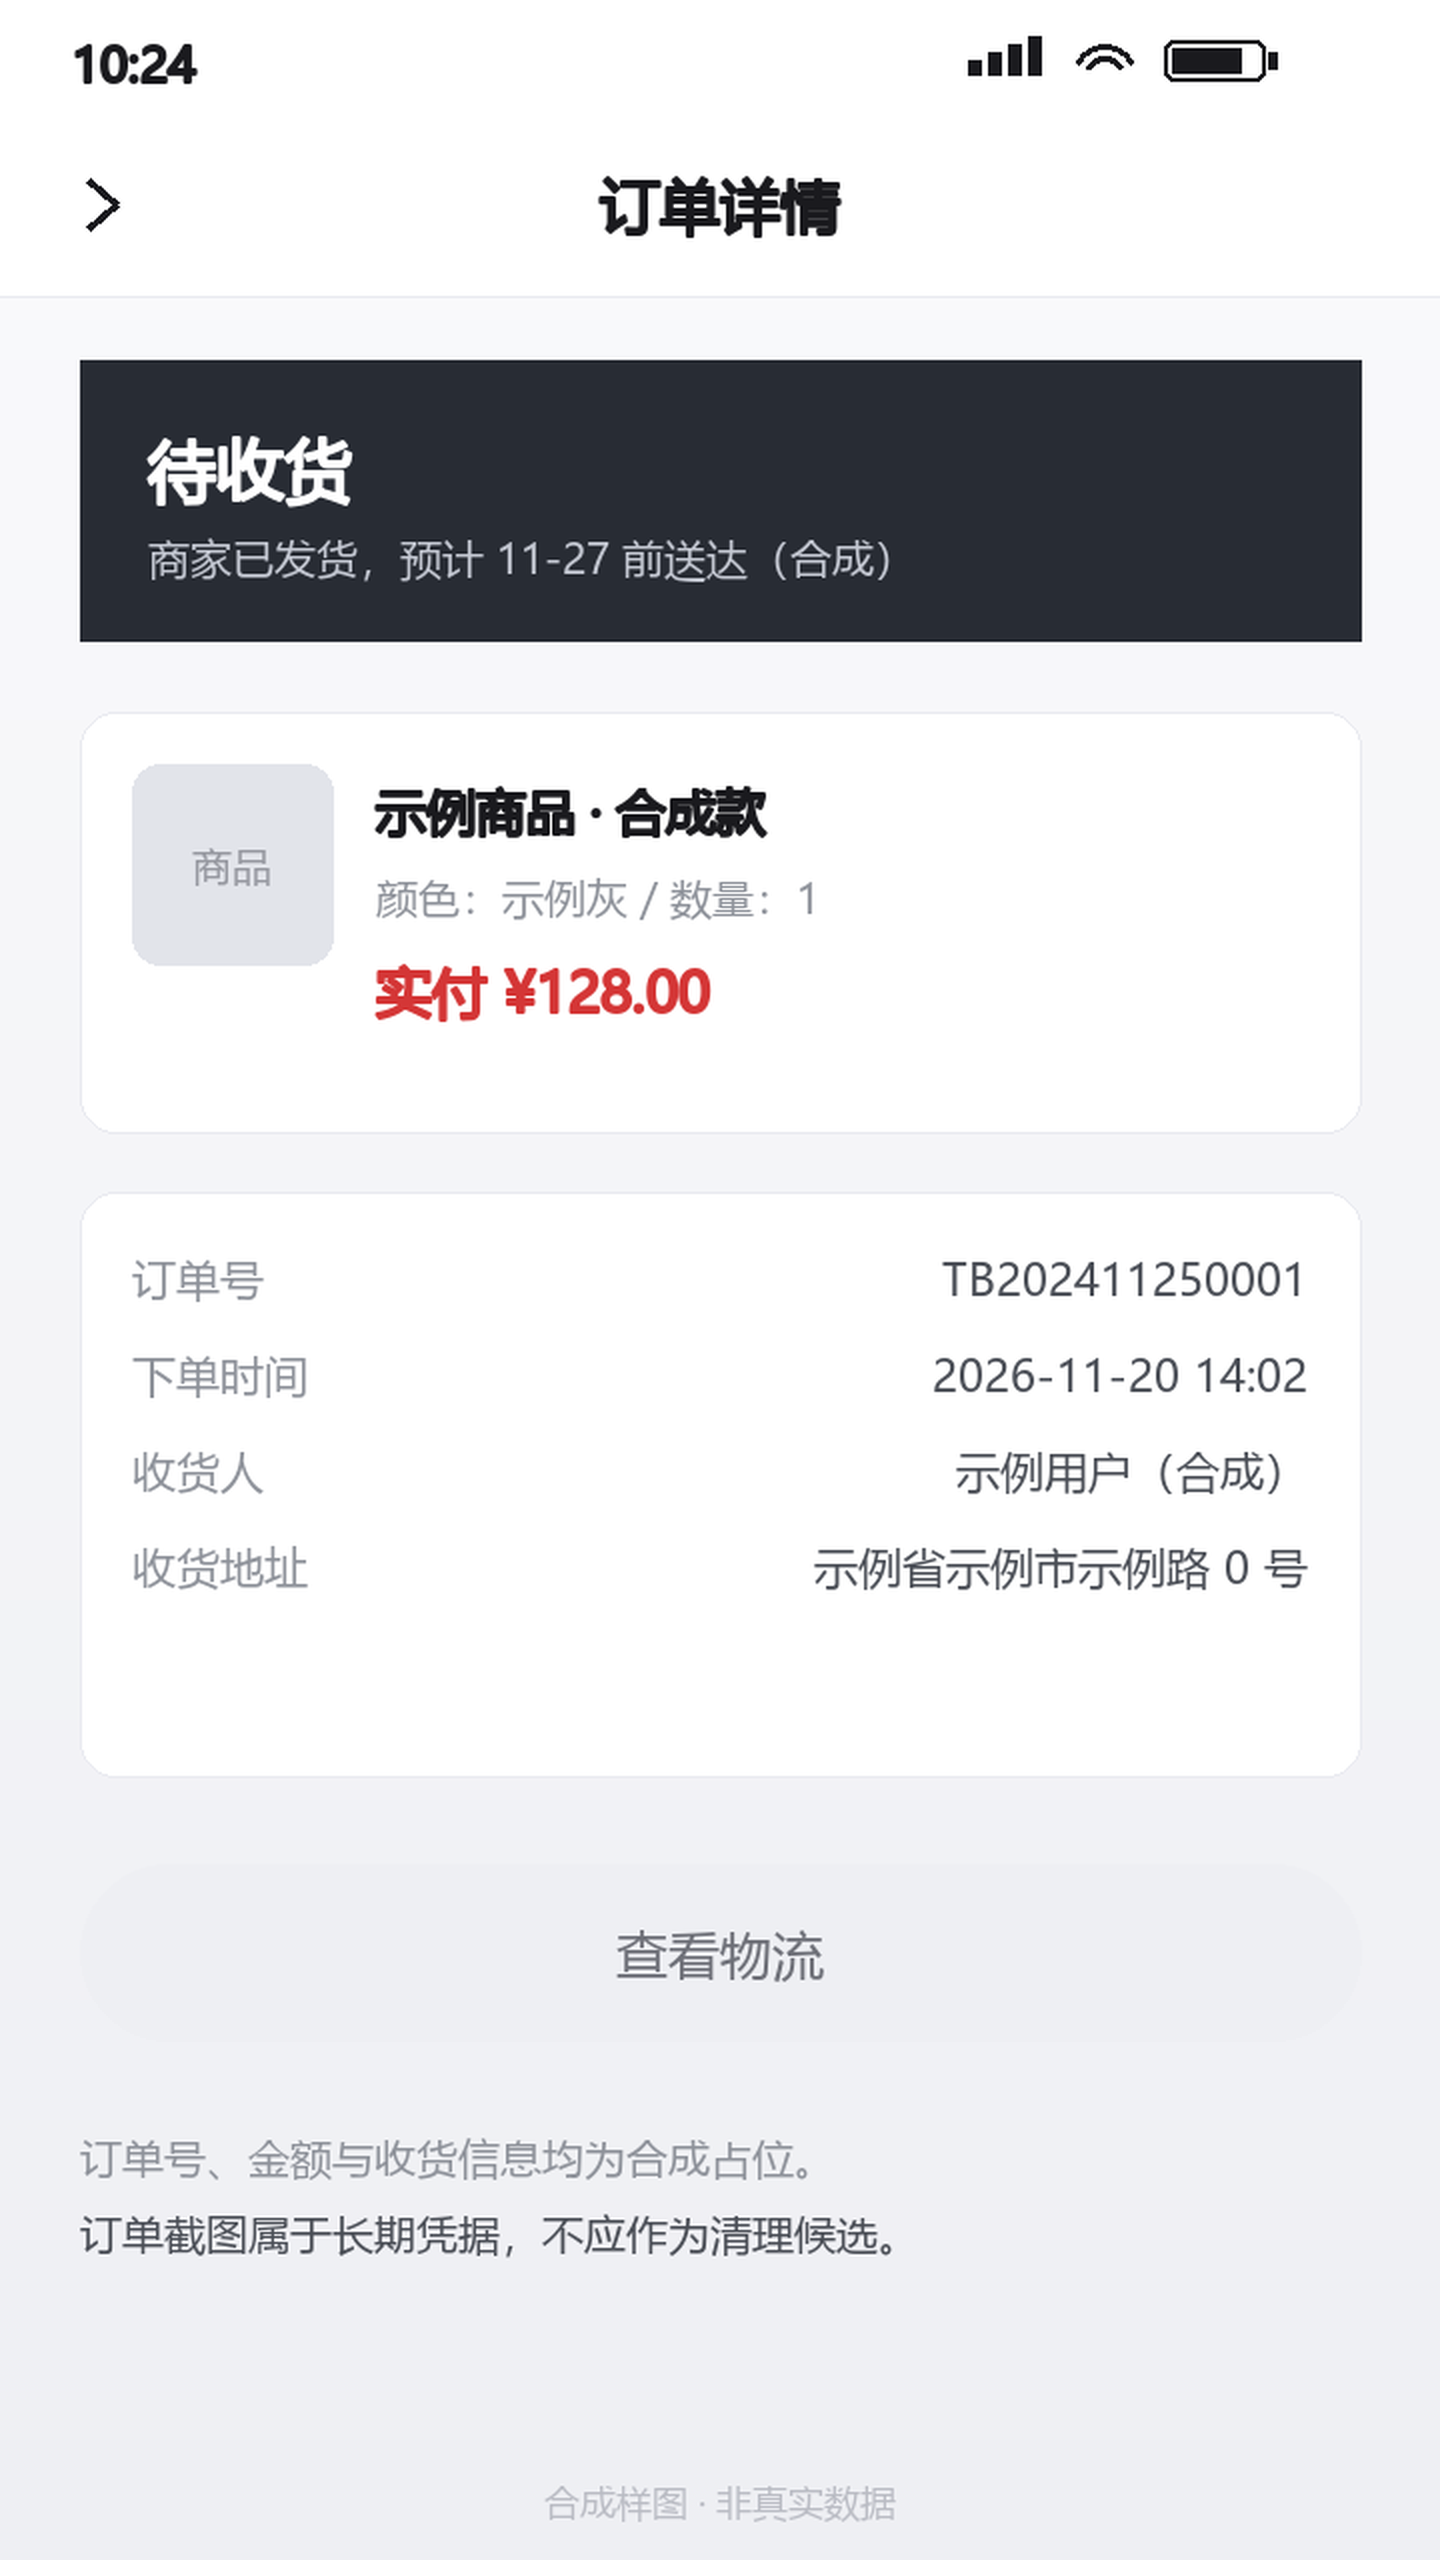 10:24
订单详情
待收货
商家已发货，预计 11-27 前送达（合成）
商品
示例商品 · 合成款
颜色：示例灰 / 数量：1
实付 ¥128.00
订单号 TB202411250001
下单时间 2026-11-20 14:02
收货人 示例用户（合成）
收货地址 示例省示例市示例路 0 号
查看物流
订单号、金额与收货信息均为合成占位。
订单截图属于长期凭据，不应作为清理候选。
合成样图 · 非真实数据